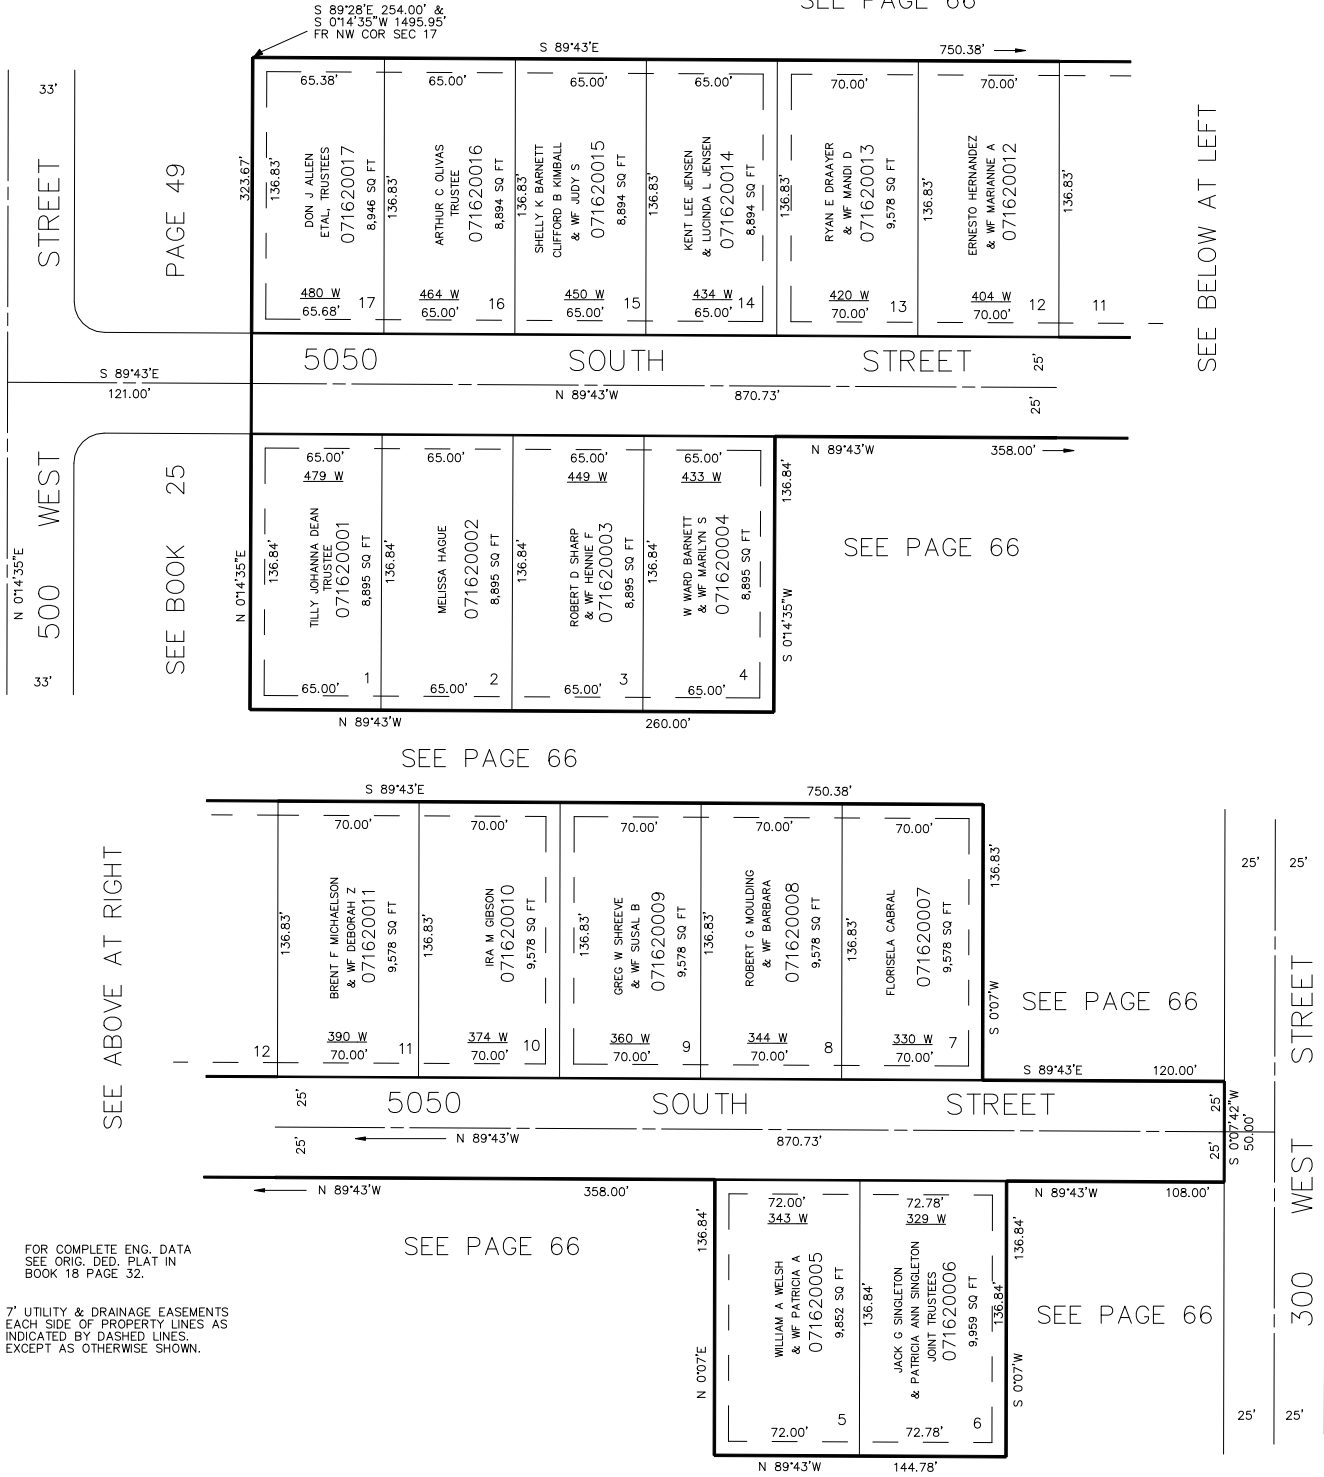 SEE PAGE 66
S 89°28'E 254.00' &
S 0°14'35"W 1495.95'
FR NW COR SEC 17
S 89°43'E
750.38'
33'
STREET
PAGE 49
323.67'
136.83'
65.38'
DON J ALLEN
ETAL, TRUSTEES
071620017
8,946 SQ FT
480 W
65.68'
17
136.83'
65.00'
ARTHUR C OLIVAS
TRUSTEE
071620016
8,894 SQ FT
464 W
65.00'
16
136.83'
65.00'
SHELLY K BARNETT
CLIFFORD B KIMBALL
& WF JUDY S
071620015
8,894 SQ FT
450 W
65.00'
15
136.83'
65.00'
KENT LEE JENSEN
& LUCINDA L JENSEN
071620014
8,894 SQ FT
434 W
65.00'
14
136.83'
70.00'
RYAN E DRAAYER
& WF MANDI D
071620013
9,578 SQ FT
420 W
70.00'
13
136.83'
70.00'
ERNESTO HERNANDEZ
& WF MARIANNE A
071620012
404 W
70.00'
12
136.83'
11
SEE BELOW AT LEFT
5050 SOUTH STREET
25'
S 89°43'E
121.00'
N 89°43'W 870.73'
25'
N 89°43'W 358.00'
N 0°14'35"E
500 WEST
33'
SEE BOOK 25
N 0°14'35"E
136.84'
65.00'
479 W
TILLY JOHANNA DEAN
TRUSTEE
071620001
8,895 SQ FT
65.00'
1
136.84'
65.00'
MELISSA HAGUE
071620002
8,895 SQ FT
65.00'
2
136.84'
65.00'
449 W
ROBERT D SHARP
& WF HENNIE F
071620003
8,895 SQ FT
65.00'
3
136.84'
65.00'
433 W
W WARD BARNETT
& WF MARILYN S
071620004
8,895 SQ FT
65.00'
4
136.84'
S 0°14'35"W
SEE PAGE 66
N 89°43'W 260.00'
SEE PAGE 66
S 89°43'E 750.38'
SEE ABOVE AT RIGHT
12
136.83'
70.00'
BRENT F MICHAELSON
& WF DEBORAH Z
071620011
9,578 SQ FT
390 W
70.00'
11
136.83'
70.00'
IRA M GIBSON
071620010
9,578 SQ FT
374 W
70.00'
10
136.83'
70.00'
GREG W SHREEVE
& WF SUSAL B
071620009
9,578 SQ FT
360 W
70.00'
9
136.83'
70.00'
ROBERT G MOULDING
& WF BARBARA
071620008
9,578 SQ FT
344 W
70.00'
8
136.83'
70.00'
FLORISELA CABRAL
071620007
9,578 SQ FT
330 W
70.00'
7
136.83'
S 0°07'W
SEE PAGE 66
25'
25'
STREET
S 89°43'E 120.00'
25'
5050 SOUTH STREET
25'
S 0°07'42"W
50.00'
25'
N 89°43'W
870.73'
25'
N 89°43'W
358.00'
N 89°43'W 108.00'
WEST
300
SEE PAGE 66
136.84'
N 0°07'E
72.00'
343 W
WILLIAM A WELSH
& WF PATRICIA A
071620005
9,852 SQ FT
72.00'
5
136.84'
72.78'
329 W
JACK G SINGLETON
& PATRICIA ANN SINGLETON
JOINT TRUSTEES
071620006
9,959 SQ FT
72.78'
6
136.84'
136.84'
S 0°07'W
SEE PAGE 66
25'
25'
N 89°43'W 144.78'
FOR COMPLETE ENG. DATA
SEE ORIG. DED. PLAT IN
BOOK 18 PAGE 32.
7' UTILITY & DRAINAGE EASEMENTS
EACH SIDE OF PROPERTY LINES AS
INDICATED BY DASHED LINES.
EXCEPT AS OTHERWISE SHOWN.